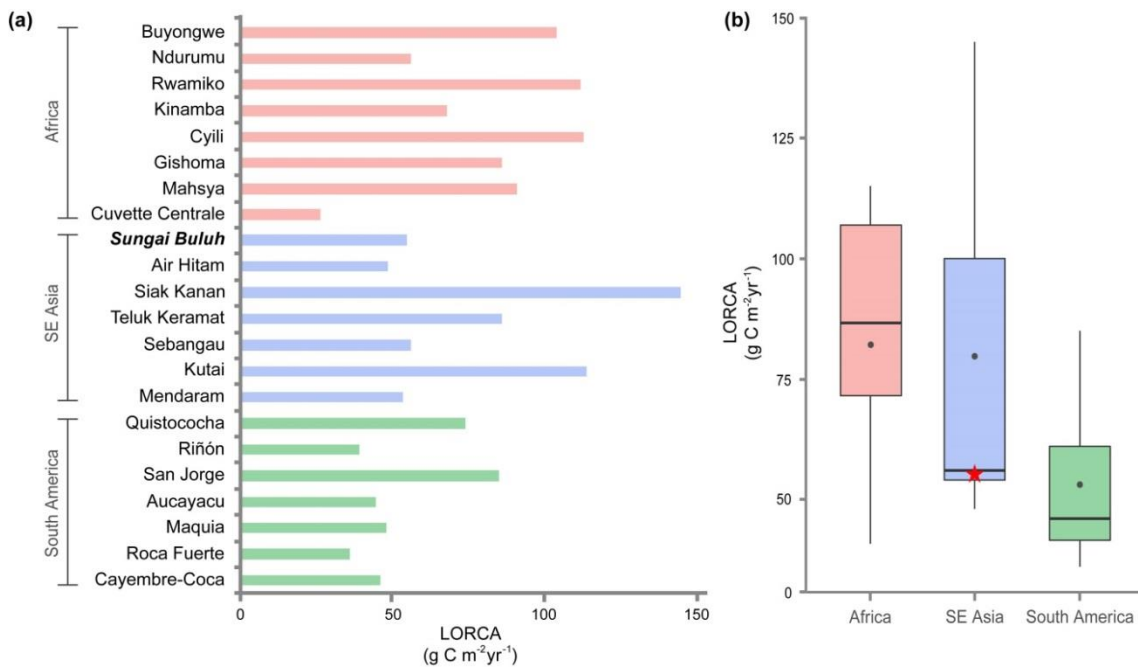 (a)
Africa
Buyongwe
Ndurumu
Rwamiko
Kinamba
Cyili
Gishoma
Mahsya
Cuvette Centrale
SE Asia
Sungai Buluh
Air Hitam
Siak Kanan
Teluk Keramat
Sebangau
Kutai
Mendaram
South America
Quistococha
Riñón
San Jorge
Aucayacu
Maquia
Roca Fuerte
Cayembre-Coca
0 50 100 150
LORCA
(g C m⁻²yr⁻¹)
(b)
150
125
100
75
50
0
LORCA
(g C m⁻²yr⁻¹)
Africa SE Asia South America